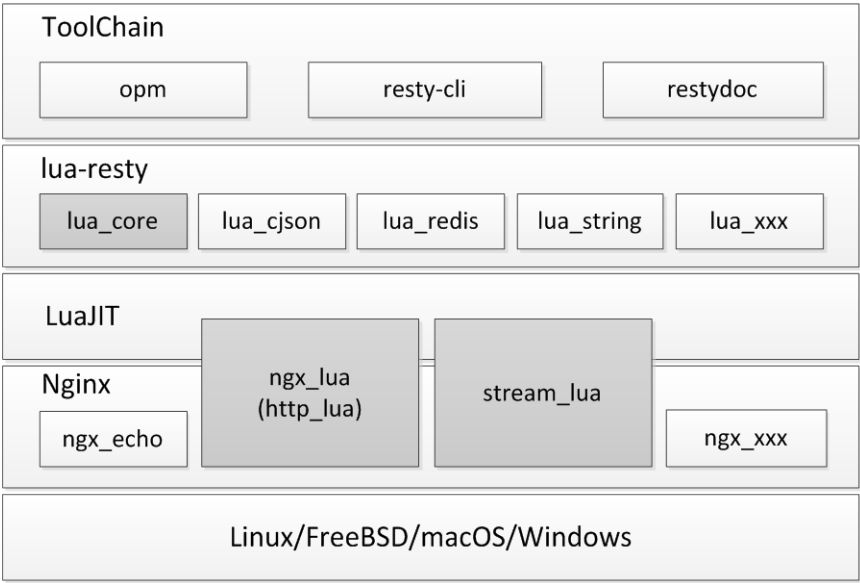 ToolChain
opm
resty-cli
restydoc
lua-resty
lua_core
lua_cjson
lua_redis
lua_string
lua_xxx
LuaJIT
Nginx
ngx_echo
ngx_lua
(http_lua)
stream_lua
ngx_xxx
Linux/FreeBSD/macOS/Windows